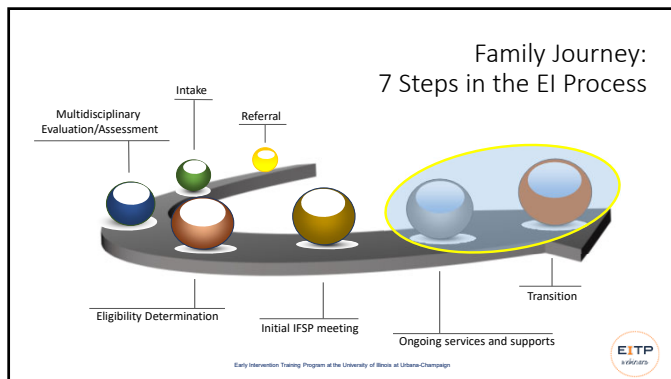 Family Journey:
7 Steps in the EI Process
Intake
Multidisciplinary
Evaluation/Assessment
Referral
Eligibility Determination
Initial IFSP meeting
Ongoing services and supports
Transition
Early Intervention Training Program at the University of Illinois at Urbana-Champaign
EITP